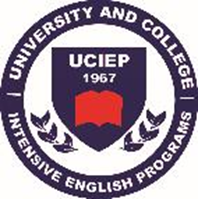 UNIVERSITY AND COLLEGE
UCIEP
1967
INTENSIVE ENGLISH PROGRAMS